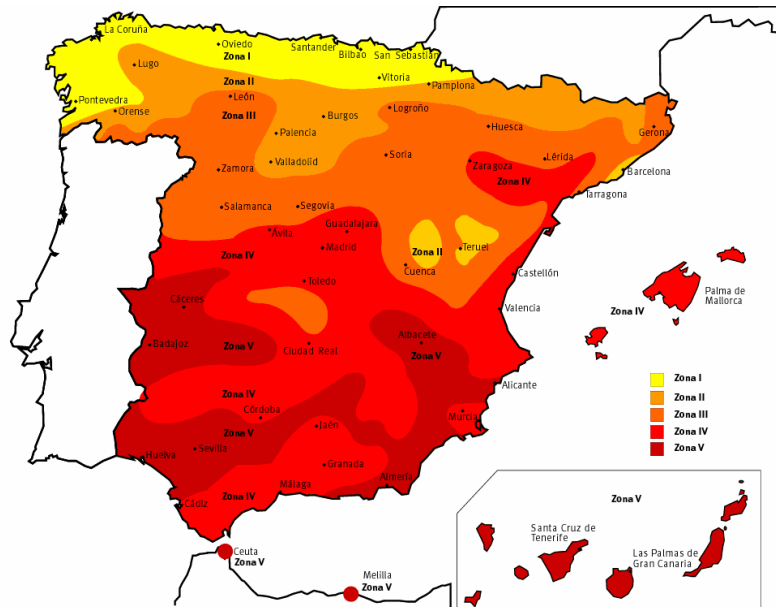 La Coruña
Oviedo
Zona I
Santander
Bilbao
San Sebastián
Lugo
Zona II
Vitoria
Pamplona
Pontevedra
Orense
León
Zona III
Burgos
Logroño
Palencia
Huesca
Gerona
Valladolid
Soria
Zaragoza
Lérida
Barcelona
Zamora
Zona IV
Tarragona
Salamanca
Segovia
Guadalajara
Ávila
Madrid
Zona IV
Zona II
Teruel
Cuenca
Castellón
Toledo
Palma de
Mallorca
Cáceres
Valencia
Zona IV
Badajoz
Zona V
Ciudad Real
Albacete
Zona V
Alicante
Zona IV
Córdoba
Murcia
Zona V
Jaén
Huelva
Sevilla
Granada
Cádiz
Zona IV
Málaga
Almería
Zona I
Zona II
Zona III
Zona IV
Zona V
Ceuta
Zona V
Melilla
Zona V
Zona V
Santa Cruz de
Tenerife
Las Palmas de
Gran Canaria